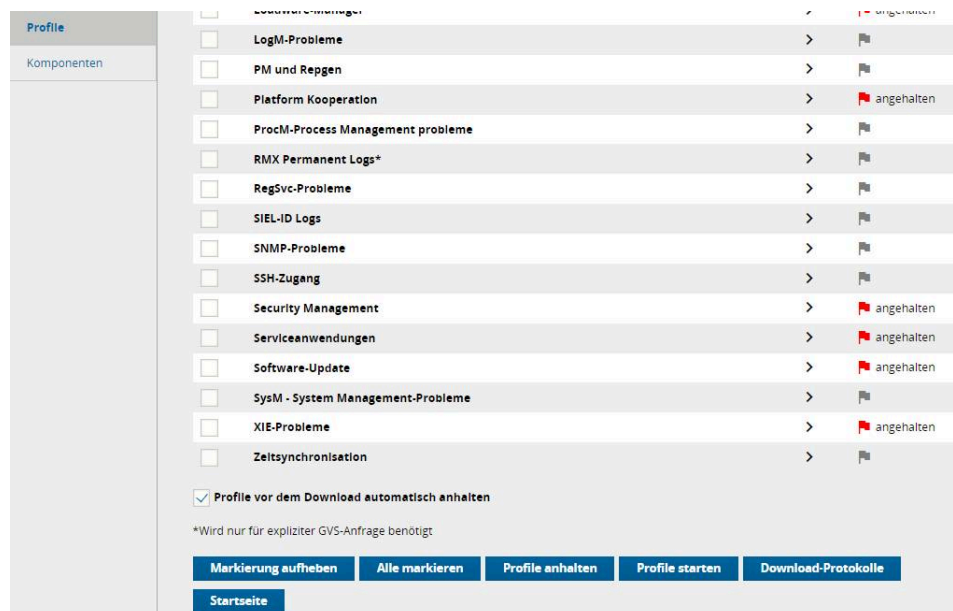 Profile
Komponenten
angehalten
LogM-Probleme
PM und Repgen
Platform Kooperation
angehalten
ProcM-Process Management probleme
RMX Permanent Logs*
RegSvc-Probleme
SIEL-ID Logs
SNMP-Probleme
SSH-Zugang
Security Management
angehalten
Serviceanwendungen
angehalten
Software-Update
angehalten
SysM - System Management-Probleme
XIE-Probleme
angehalten
Zeitsynchronisation
Profile vor dem Download automatisch anhalten
*Wird nur für expliziter GVS-Anfrage benötigt
Markierung aufheben
Alle markieren
Profile anhalten
Profile starten
Download-Protokolle
Startseite